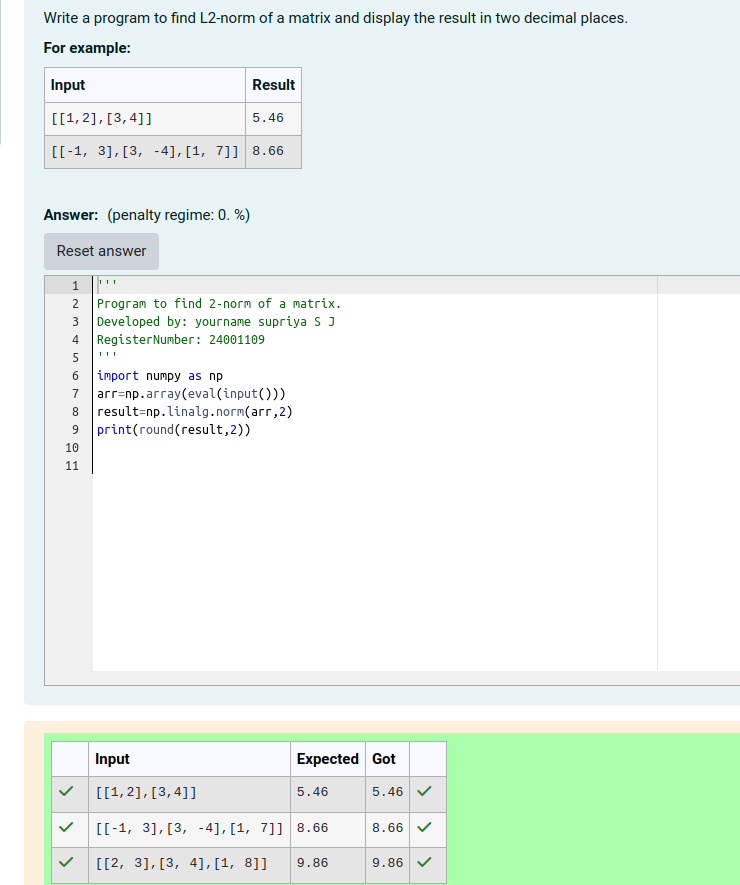 Write a program to find L2-norm of a matrix and display the result in two decimal places.
For example:
Input Result
[[1,2],[3,4]] 5.46
[[-1, 3],[3, -4],[1, 7]] 8.66
Answer: (penalty regime: 0. %)
Reset answer
1 '''
2 Program to find 2-norm of a matrix.
3 Developed by: yourname supriya S J
4 RegisterNumber: 24001109
5 '''
6 import numpy as np
7 arr=np.array(eval(input()))
8 result=np.linalg.norm(arr,2)
9 print(round(result,2))
10
11
Input Expected Got
[[1,2],[3,4]] 5.46 5.46
[[-1, 3],[3, -4],[1, 7]] 8.66 8.66
[[2, 3],[3, 4],[1, 8]] 9.86 9.86